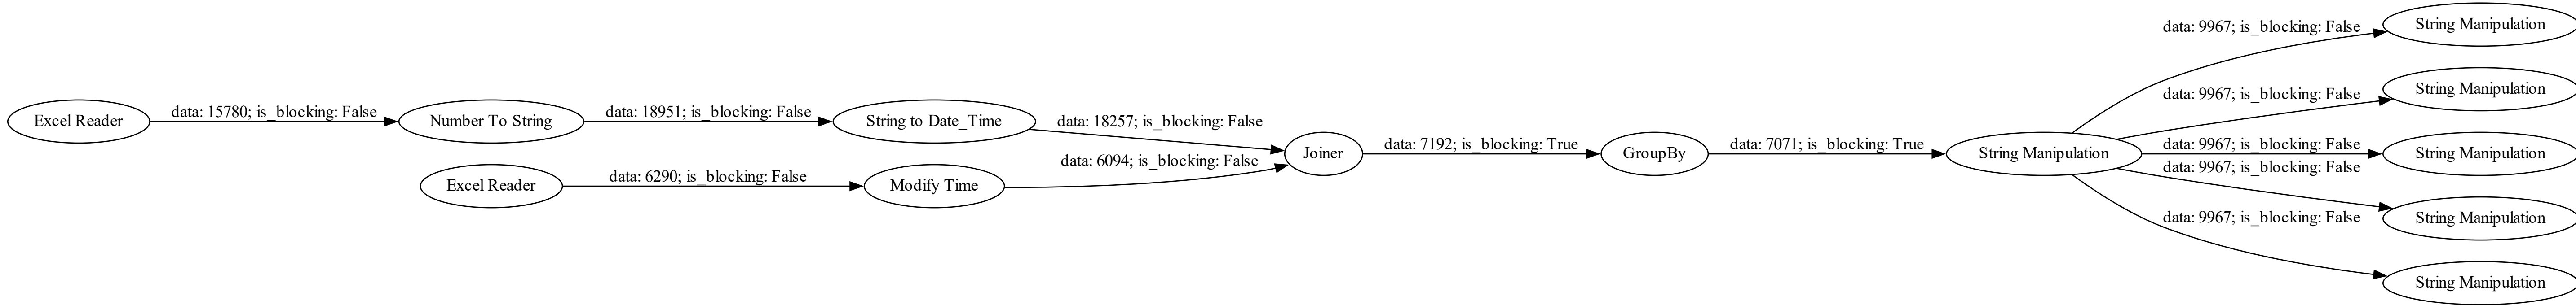 Excel Reader
data: 15780; is_blocking: False
Number To String
data: 18951; is_blocking: False
String to Date_Time
data: 18257; is_blocking: False
Excel Reader
data: 6290; is_blocking: False
Modify Time
data: 6094; is_blocking: False
Joiner
data: 7192; is_blocking: True
GroupBy
data: 7071; is_blocking: True
String Manipulation
data: 9967; is_blocking: False
String Manipulation
data: 9967; is_blocking: False
String Manipulation
data: 9967; is_blocking: False
String Manipulation
data: 9967; is_blocking: False
String Manipulation
data: 9967; is_blocking: False
String Manipulation